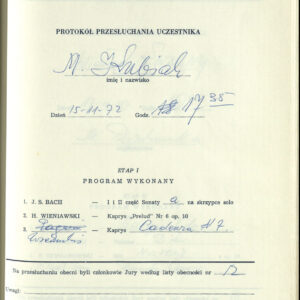 PROTOKÓŁ PRZESŁUCHANIA UCZESTNIKA
M.
imię i nazwisko
Dzień 15-11-72 Godz. 17 35
ETAP I
PROGRAM WYKONANY
1. J. S. BACH — I i II część Sonaty a na skrzypce solo
2. H. WIENIAWSKI — Kaprys „Prelud” Nr 6 op. 10
3. — Kaprys Cadenza # 7.
Na przesłuchaniu obecni byli członkowie Jury według listy obecności nr 12
Uwagi: